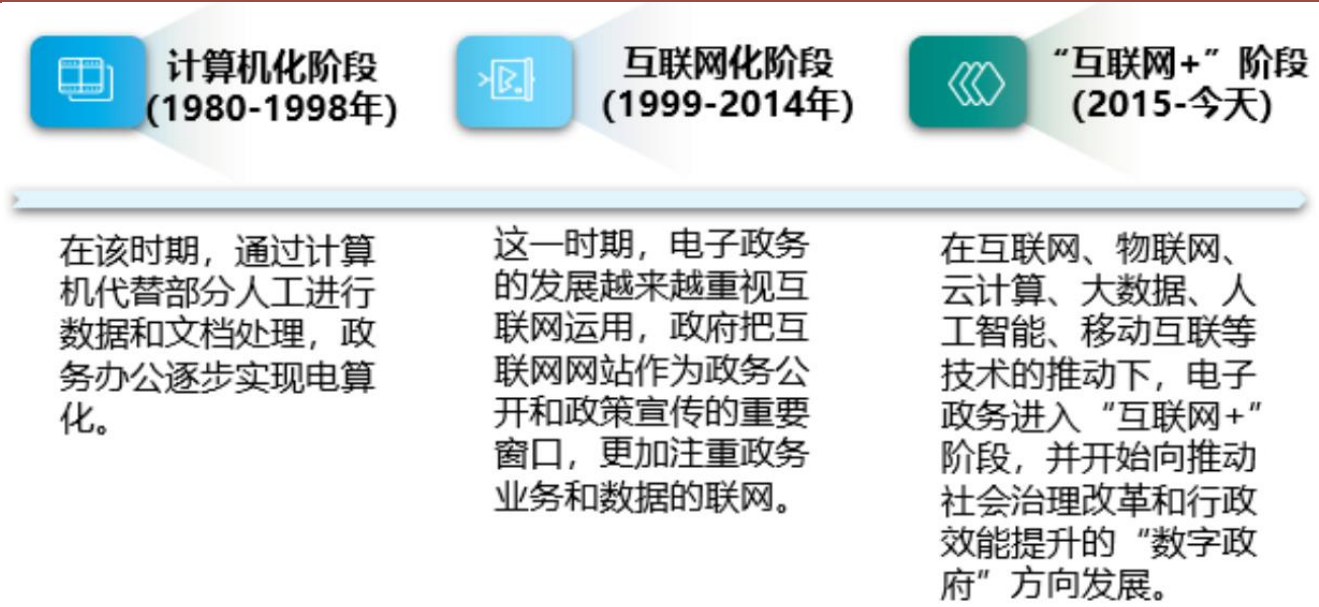 计算机化阶段
(1980-1998年)
在该时期，通过计算
机代替部分人工进行
数据和文档处理，政
务办公逐步实现电算
化。
互联网化阶段
(1999-2014年)
这一时期，电子政务
的发展越来越重视互
联网运用，政府把互
联网网站作为政务公
开和政策宣传的重要
窗口，更加注重政务
业务和数据的联网。
“互联网+”阶段
(2015-今天)
在互联网、物联网、
云计算、大数据、人
工智能、移动互联等
技术的推动下，电子
政务进入“互联网+”
阶段，并开始向推动
社会治理改革和行政
效能提升的“数字政
府”方向发展。